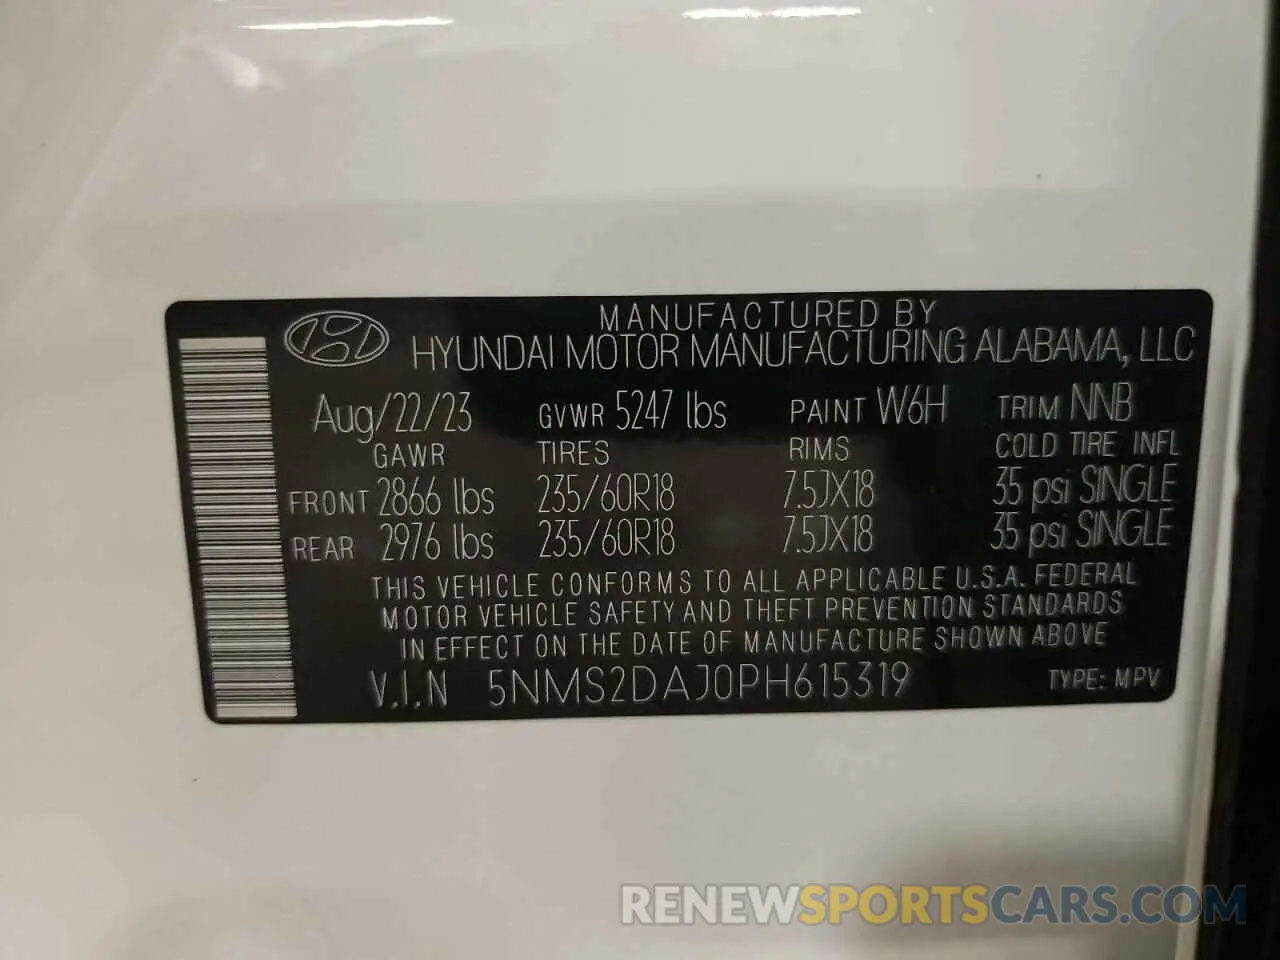 MANUFACTURED BY
HYUNDAI MOTOR MANUFACTURING ALABAMA, LLC
Aug/22/23 GVWR 5247 lbs PAINT W6H TRIM NNB
GAWR TIRES RIMS COLD TIRE INFL
FRONT 2866 lbs 235/60R18 7.5JX18 35 psi SINGLE
REAR 2976 lbs 235/60R18 7.5JX18 35 psi SINGLE
THIS VEHICLE CONFORMS TO ALL APPLICABLE U.S.A. FEDERAL
MOTOR VEHICLE SAFETY AND THEFT PREVENTION STANDARDS
IN EFFECT ON THE DATE OF MANUFACTURE SHOWN ABOVE
V.I.N 5NMS2DAJ0PH615319 TYPE: MPV
RENEWSPORTSCARS.COM